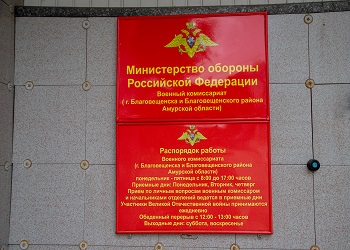 Министерство обороны
Российской Федерации
Военный комиссариат
( г. Благовещенска и Благовещенского района
Амурской области)
Распорядок работы
Военного комиссариата
(г. Благовещенска и Благовещенского района
Амурской области)
понедельник - пятница с 8:00 до 17:00 часов
Приемные дни: Понедельник, Вторник, четверг
Прием по личным вопросам военным комиссаром
и начальниками отделений ведется в приемные дни
Участники Великой Отечественной войны принимаются
ежедневно
Обеденный перерыв с 12:00 - 13:00 часов
Выходные дни: суббота, воскресенье